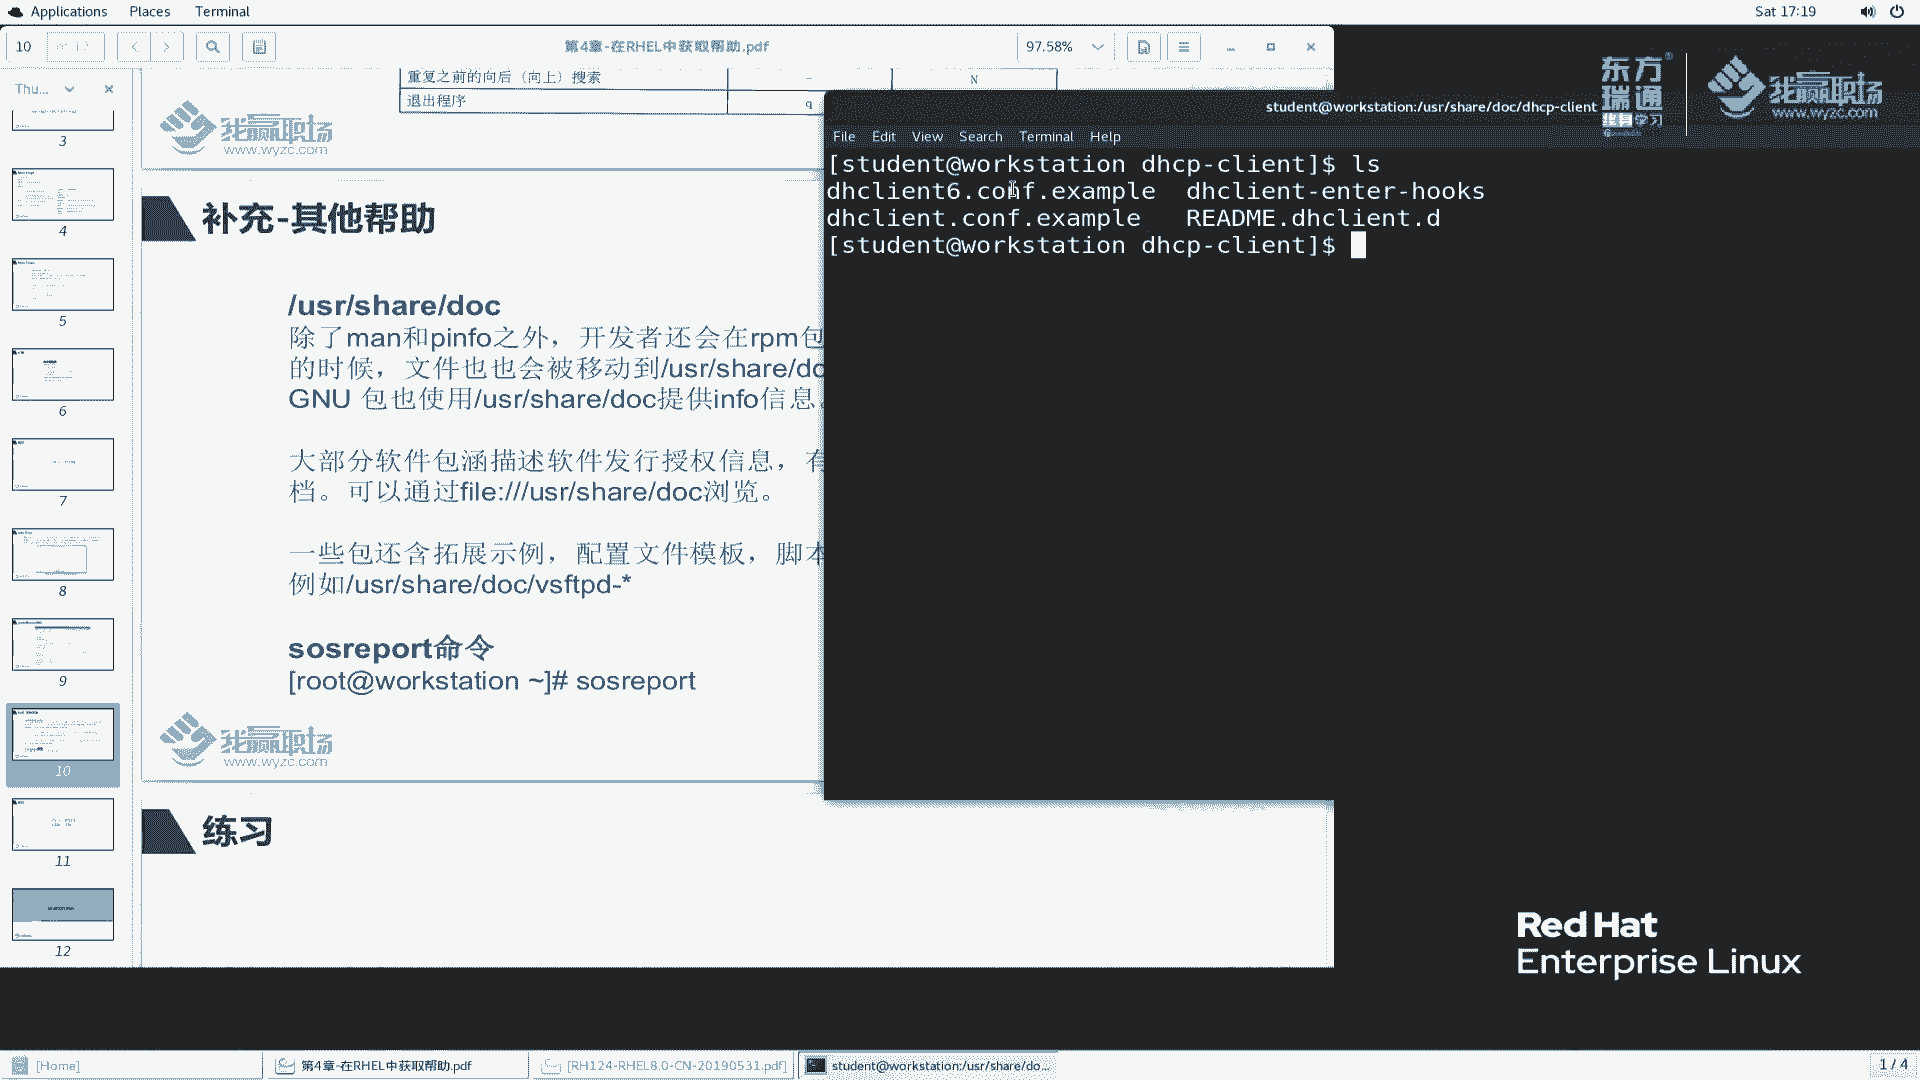 Applications Places Terminal
Sat 17:19
10
第4章-在RHEL中获取帮助.pdf
97.58%
Thu...
3
4
5
6
7
8
9
10
11
12
重复之前的向后（向上）搜索 N
退出程序 q
我赢职场
www.wyzc.com
补充-其他帮助
/usr/share/doc
除了man和pinfo之外，开发者还会在rpm包
的时候，文件也也会被移动到/usr/share/do
GNU 包也使用/usr/share/doc提供info信息。
大部分软件包涵描述软件发行授权信息，有
档。可以通过file:///usr/share/doc浏览。
一些包还含拓展示例，配置文件模板，脚本
例如/usr/share/doc/vsftpd-*
sosreport命令
[root@workstation ~]# sosreport
我赢职场
www.wyzc.com
练习
student@workstation:/usr/share/doc/dhcp-client
File Edit View Search Terminal Help
[student@workstation dhcp-client]$ ls
dhclient6.conf.example dhclient-enter-hooks
dhclient.conf.example README.dhclient.d
[student@workstation dhcp-client]$
东方
瑞通
终身学习
我赢职场
www.wyzc.com
Red Hat
Enterprise Linux
[Home]
第4章-在RHEL中获取帮助.pdf
[RH124-RHEL8.0-CN-20190531.pdf]
student@workstation:/usr/share/do...
1 / 4